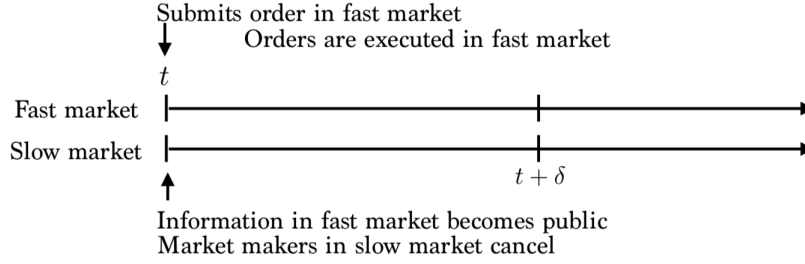 Submits order in fast market
Orders are executed in fast market
t
Fast market
Slow market
t + δ
Information in fast market becomes public
Market makers in slow market cancel